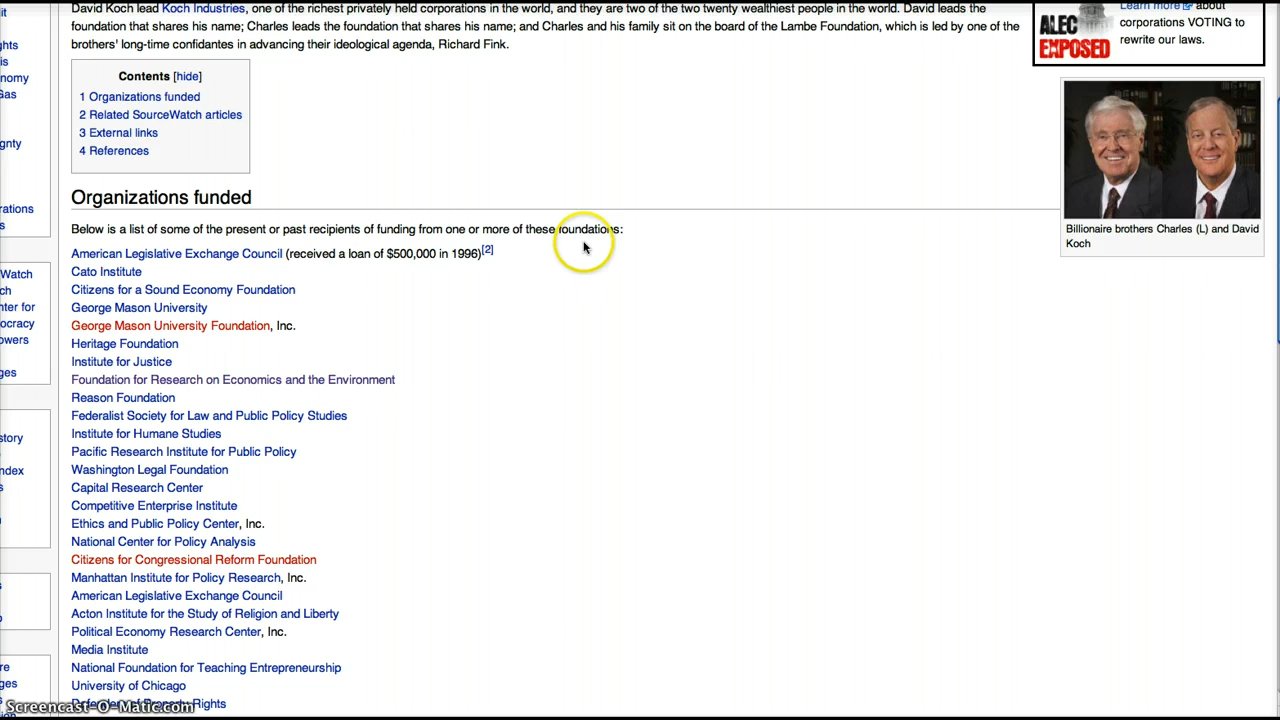 David Koch lead Koch Industries, one of the richest privately held corporations in the world, and they are two of the two twenty wealthiest people in the world. David leads the
foundation that shares his name; Charles leads the foundation that shares his name; and Charles and his family sit on the board of the Lambe Foundation, which is led by one of the
brothers' long-time confidantes in advancing their ideological agenda, Richard Fink.
Contents [hide]
1 Organizations funded
2 Related SourceWatch articles
3 External links
4 References
Organizations funded
Below is a list of some of the present or past recipients of funding from one or more of these foundations:
American Legislative Exchange Council (received a loan of $500,000 in 1996)[2]
Cato Institute
Citizens for a Sound Economy Foundation
George Mason University
George Mason University Foundation, Inc.
Heritage Foundation
Institute for Justice
Foundation for Research on Economics and the Environment
Reason Foundation
Federalist Society for Law and Public Policy Studies
Institute for Humane Studies
Pacific Research Institute for Public Policy
Washington Legal Foundation
Capital Research Center
Competitive Enterprise Institute
Ethics and Public Policy Center, Inc.
National Center for Policy Analysis
Citizens for Congressional Reform Foundation
Manhattan Institute for Policy Research, Inc.
American Legislative Exchange Council
Acton Institute for the Study of Religion and Liberty
Political Economy Research Center, Inc.
Media Institute
National Foundation for Teaching Entrepreneurship
University of Chicago
Defenders of Property Rights
Screencast-O-Matic.com
ALEC
EXPOSED
Learn more about
corporations VOTING to
rewrite our laws.
Billionaire brothers Charles (L) and David
Koch